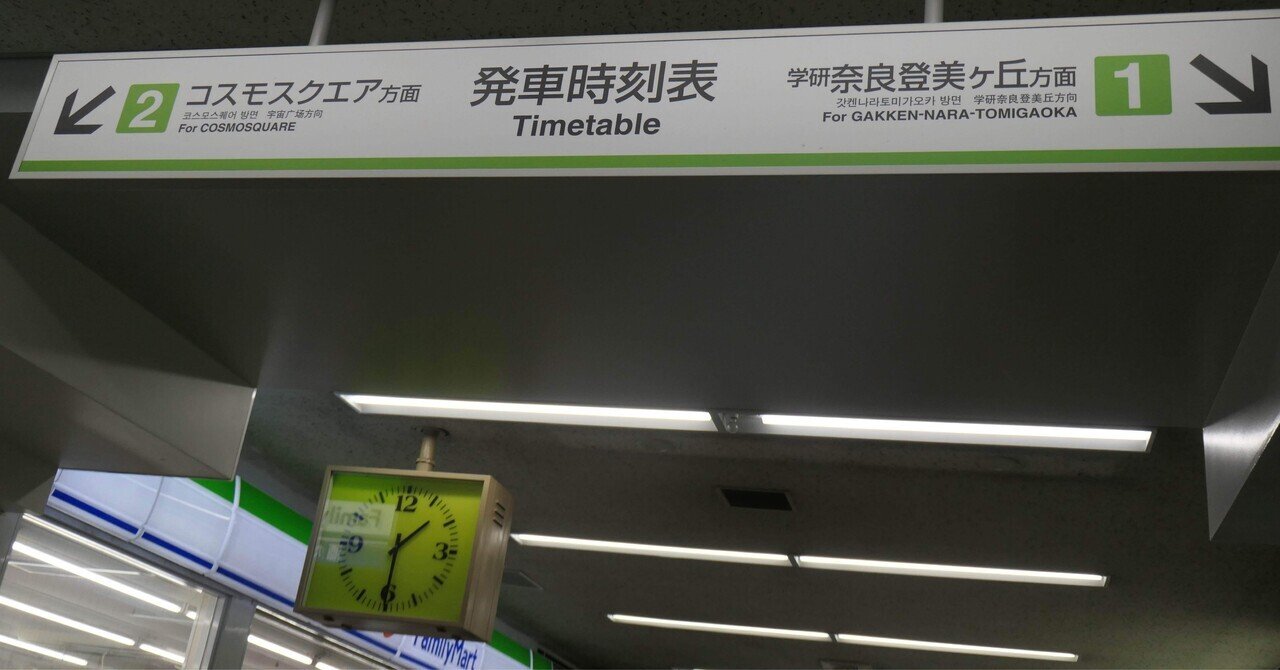 2
コスモスクエア方面
코스모스퀘어 방면 宇宙广场方向
For COSMOSQUARE
発車時刻表
Timetable
学研奈良登美ヶ丘方面
갓켄나라토미가오카 방면 学研奈良登美丘方向
For GAKKEN-NARA-TOMIGAOKA
1
12
3
6
9
FamilyMart